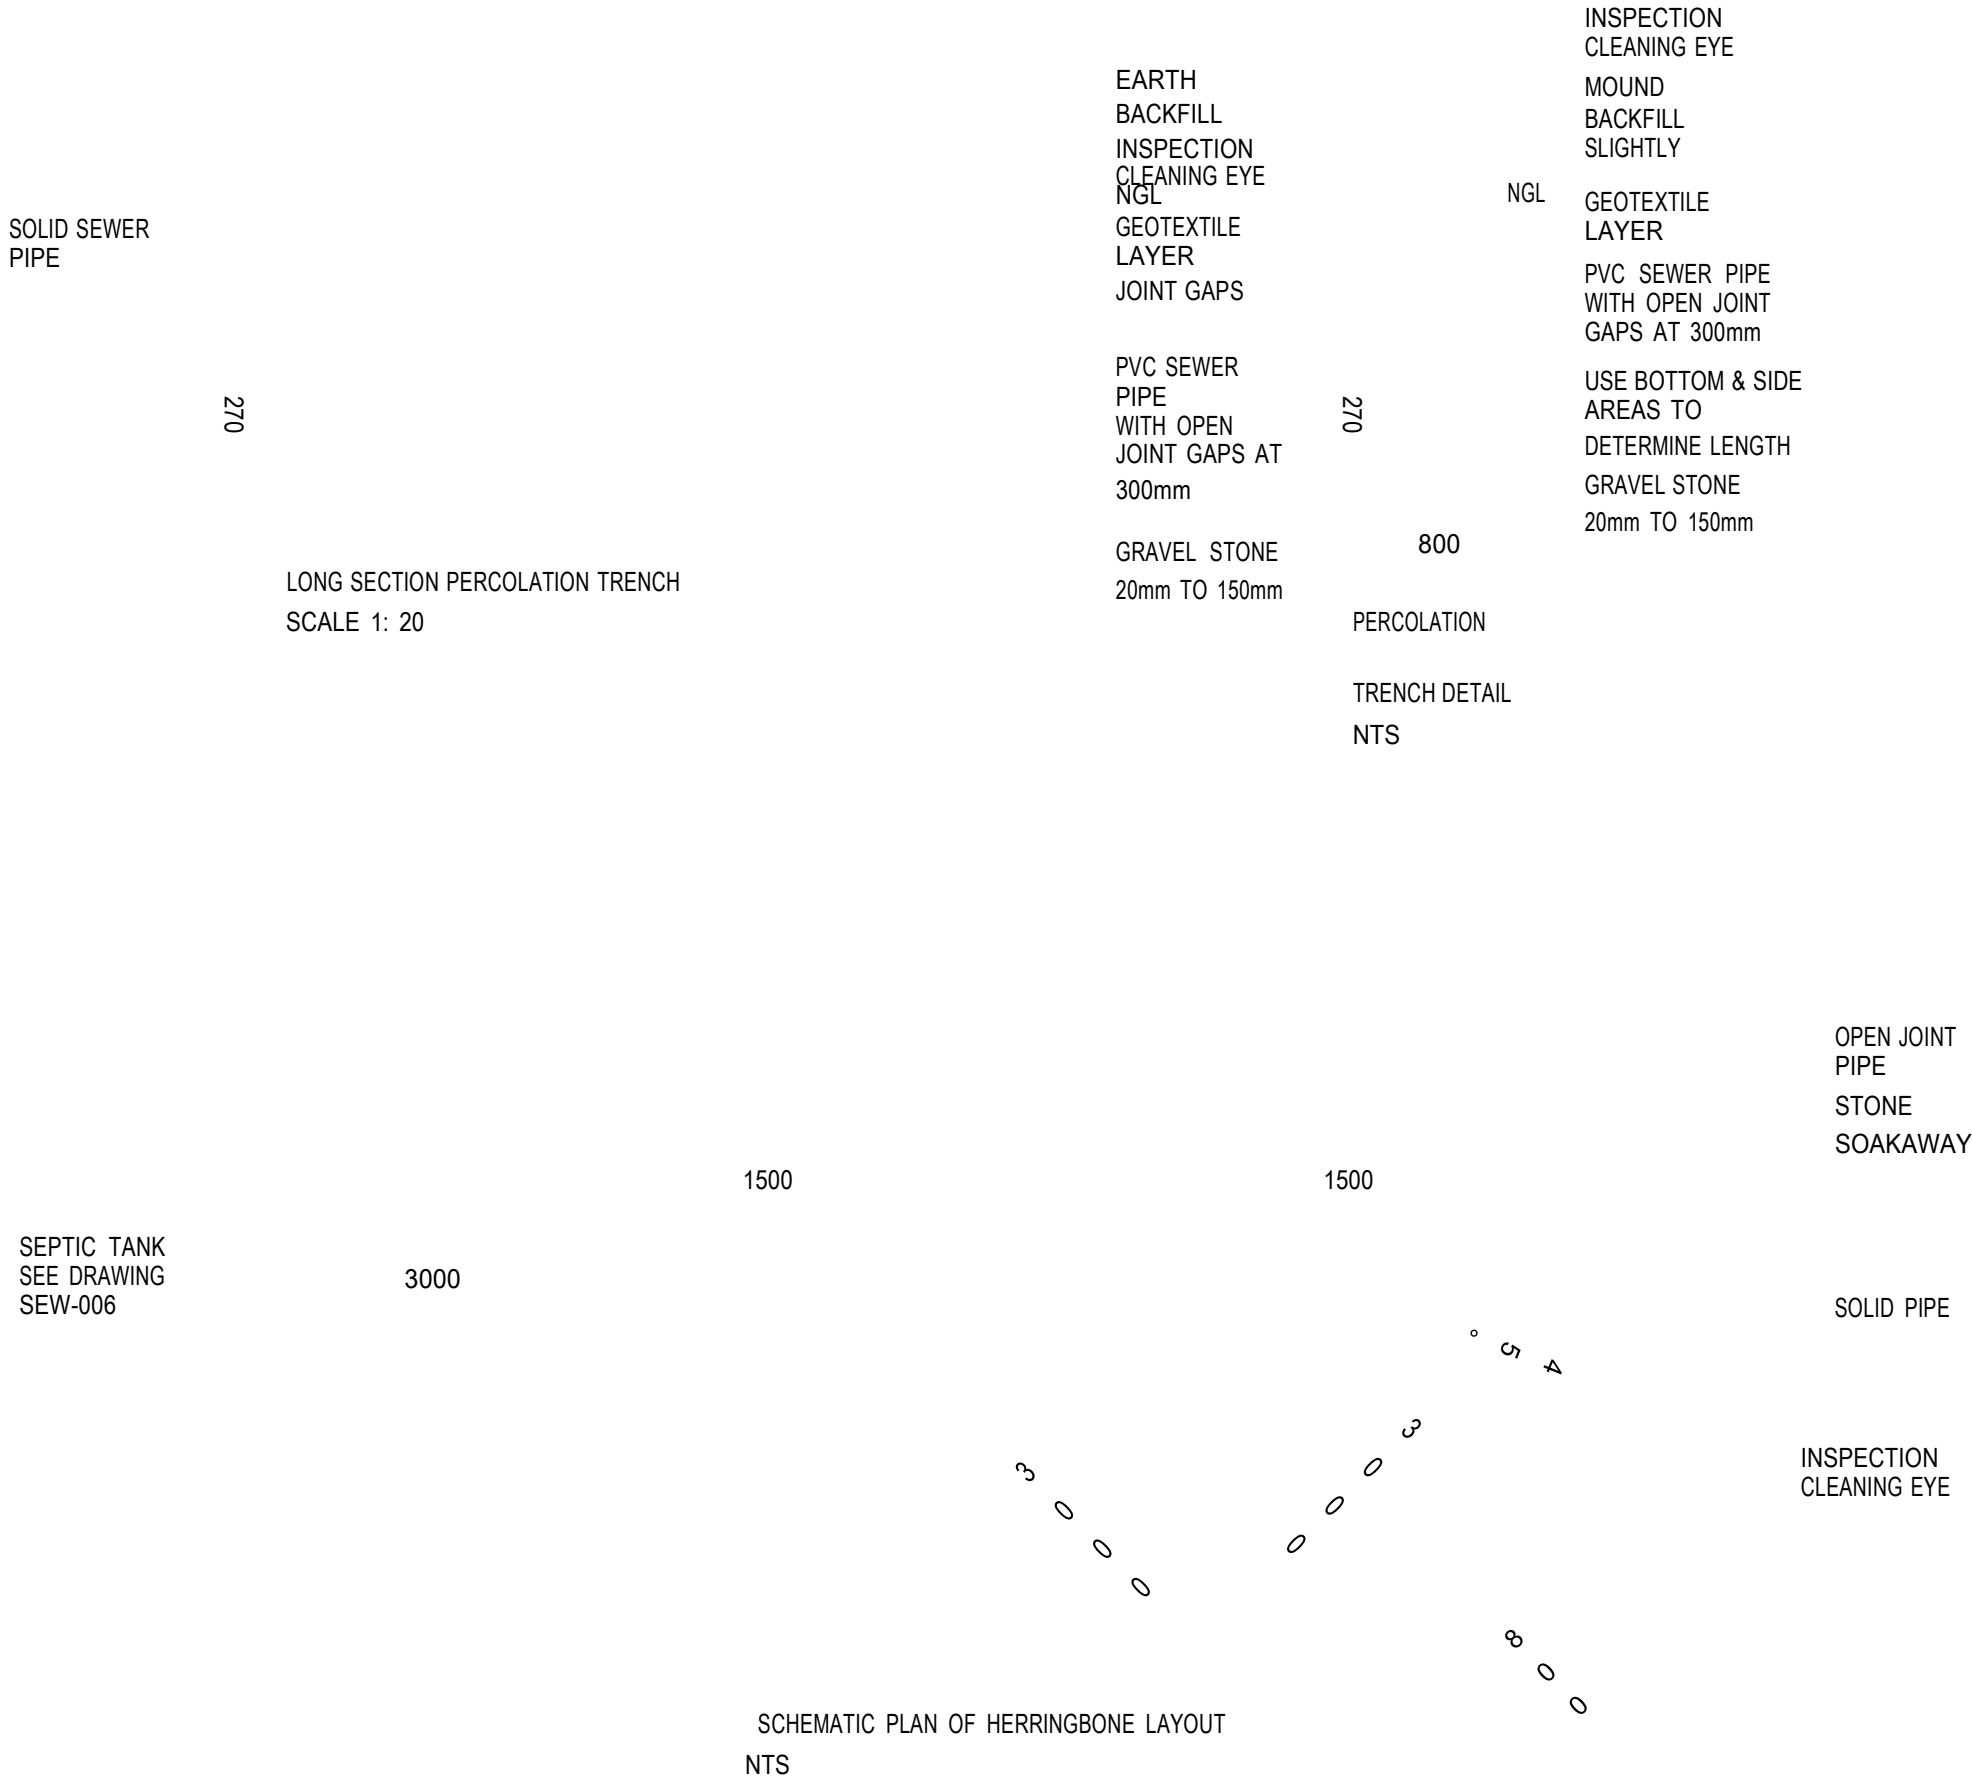 SOLID SEWER
PIPE
270
LONG SECTION PERCOLATION TRENCH
SCALE 1: 20
EARTH
BACKFILL
INSPECTION
CLEANING EYE
NGL
GEOTEXTILE
LAYER
JOINT GAPS
PVC SEWER
PIPE
WITH OPEN
JOINT GAPS AT
300mm
GRAVEL STONE
20mm TO 150mm
NGL
270
800
PERCOLATION
TRENCH DETAIL
NTS
INSPECTION
CLEANING EYE
MOUND
BACKFILL
SLIGHTLY
GEOTEXTILE
LAYER
PVC SEWER PIPE
WITH OPEN JOINT
GAPS AT 300mm
USE BOTTOM & SIDE
AREAS TO
DETERMINE LENGTH
GRAVEL STONE
20mm TO 150mm
OPEN JOINT
PIPE
STONE
SOAKAWAY
1500
1500
SEPTIC TANK
SEE DRAWING
SEW-006
3000
SOLID PIPE
45°
3000
3000
INSPECTION
CLEANING EYE
800
SCHEMATIC PLAN OF HERRINGBONE LAYOUT
NTS